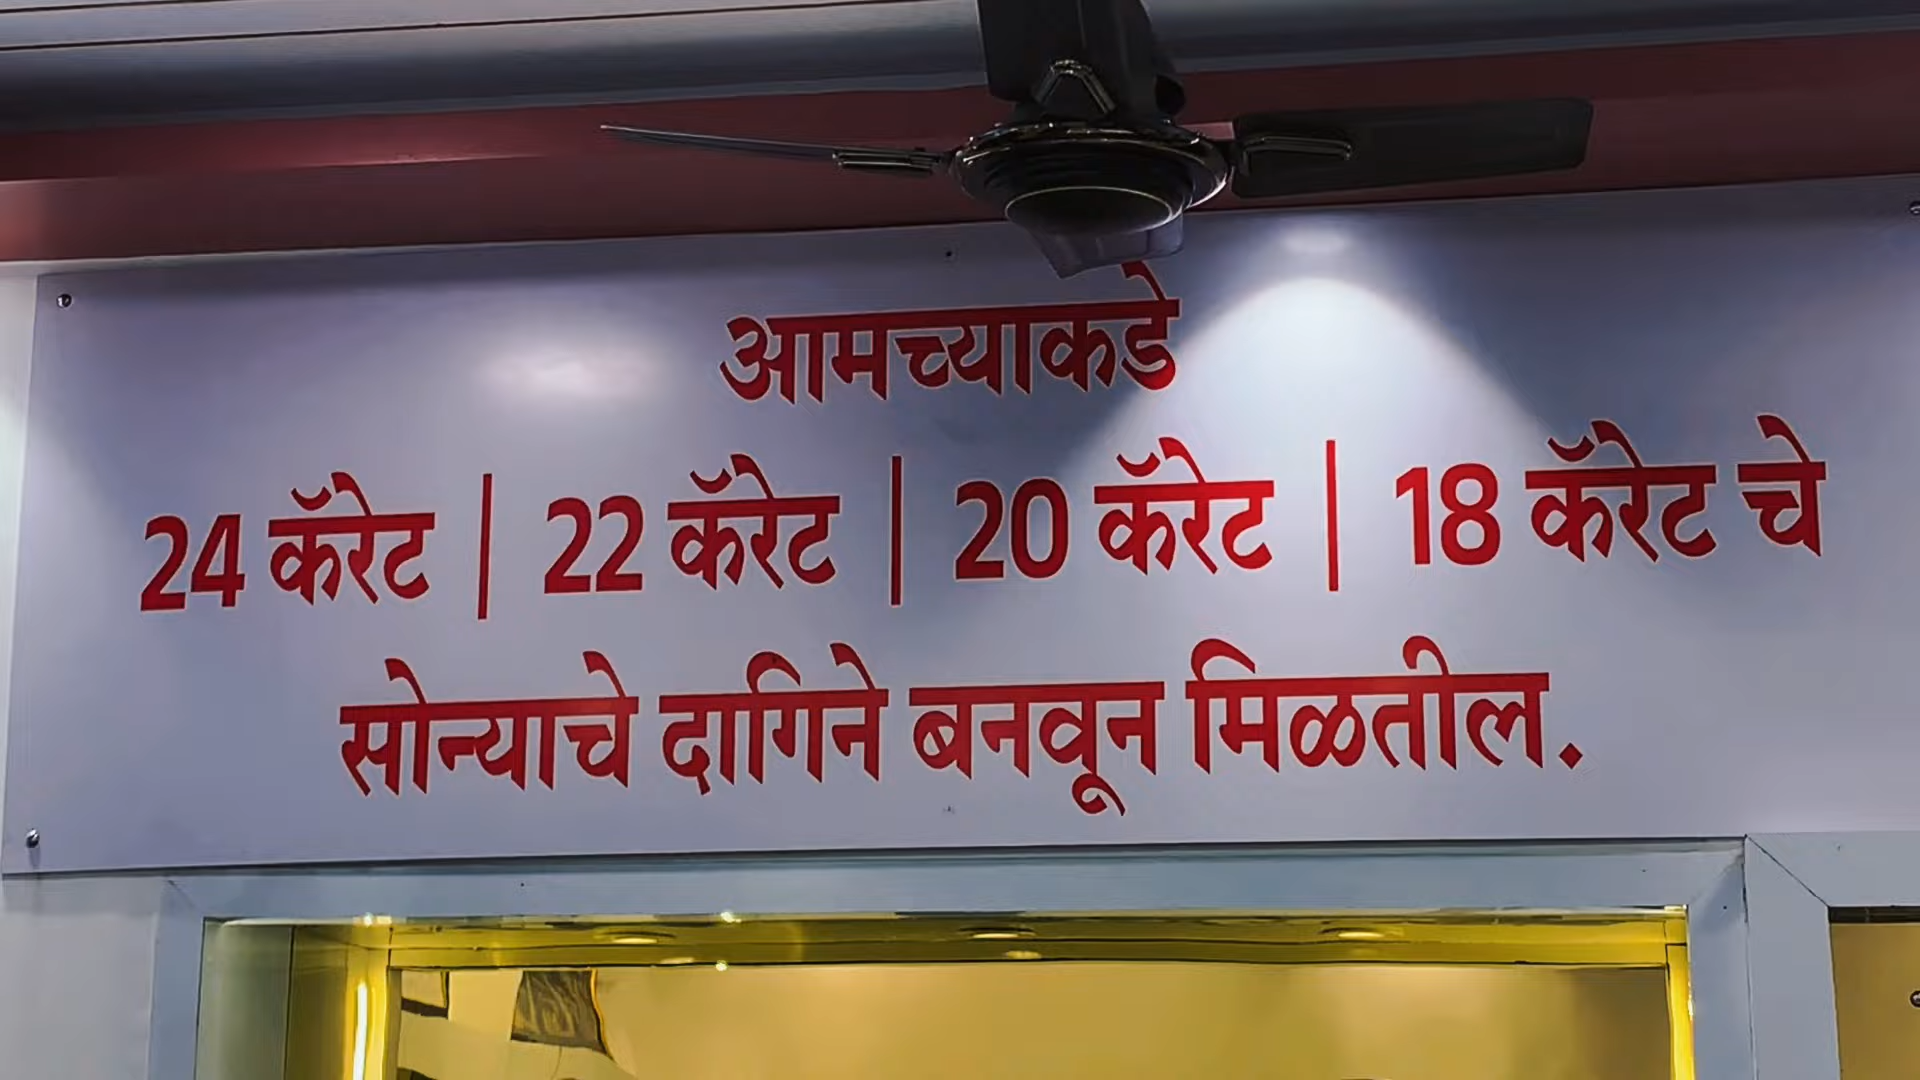 आमच्याकडे
24 कॅरेट | 22 कॅरेट | 20 कॅरेट | 18 कॅरेट चे
सोन्याचे दागिने बनवून मिळतील.